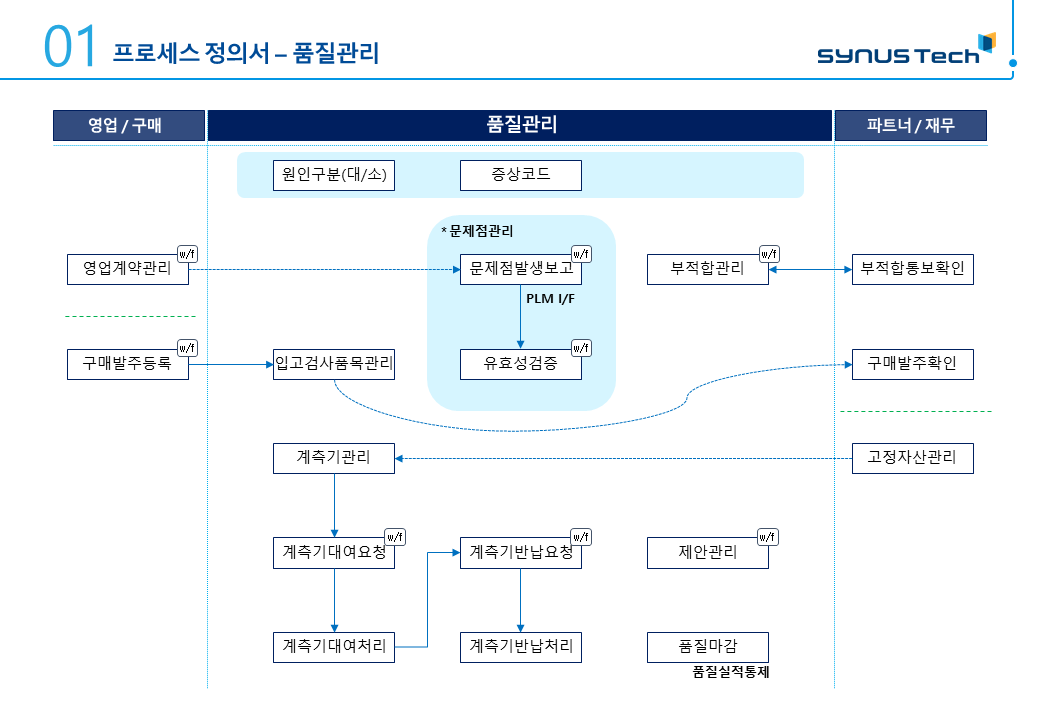 01 프로세스 정의서 – 품질관리
SYNUS Tech
영업 / 구매
품질관리
파트너 / 재무
원인구분(대/소)
증상코드
* 문제점관리
영업계약관리
w/f
문제점발생보고
w/f
부적합관리
w/f
부적합통보확인
PLM I/F
구매발주등록
w/f
입고검사품목관리
유효성검증
w/f
구매발주확인
계측기관리
고정자산관리
계측기대여요청
w/f
계측기반납요청
w/f
제안관리
w/f
계측기대여처리
계측기반납처리
품질마감
품질실적통제